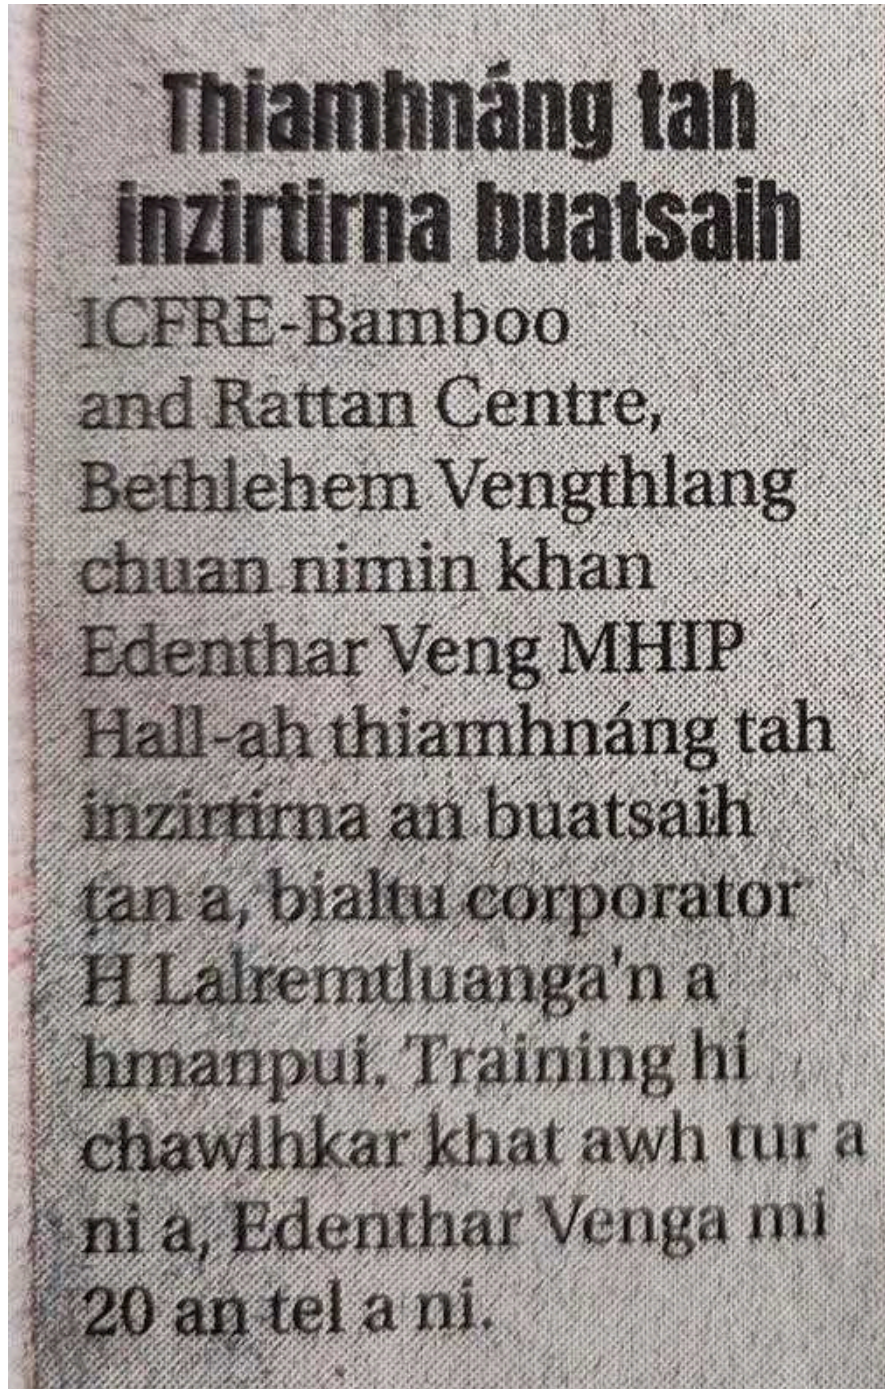 Thiamhnáng tah
inzirtirna buatsaih
ICFRE-Bamboo
and Rattan Centre,
Bethlehem Vengthlang
chuan nimin khan
Edenthar Veng MHIP
Hall-ah thiamhnáng tah
inzirtirna an buatsaih
ṭan a, bialtu corporator
H Lalremtluanga'n a
hmanpui. Training hi
chawlhkar khat awh tur a
ni a, Edenthar Venga mi
20 an tel a ni.